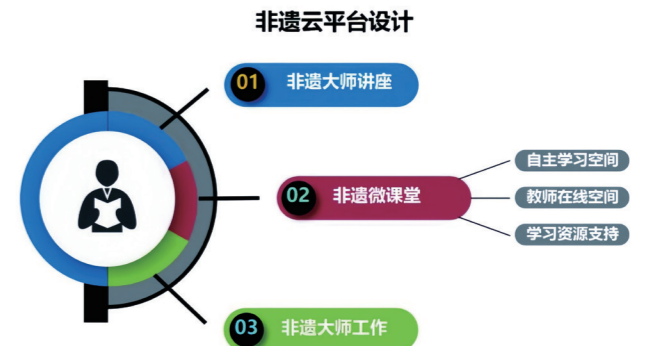 非遗云平台设计
01 非遗大师讲座
02 非遗微课堂
自主学习空间
教师在线空间
学习资源支持
03 非遗大师工作